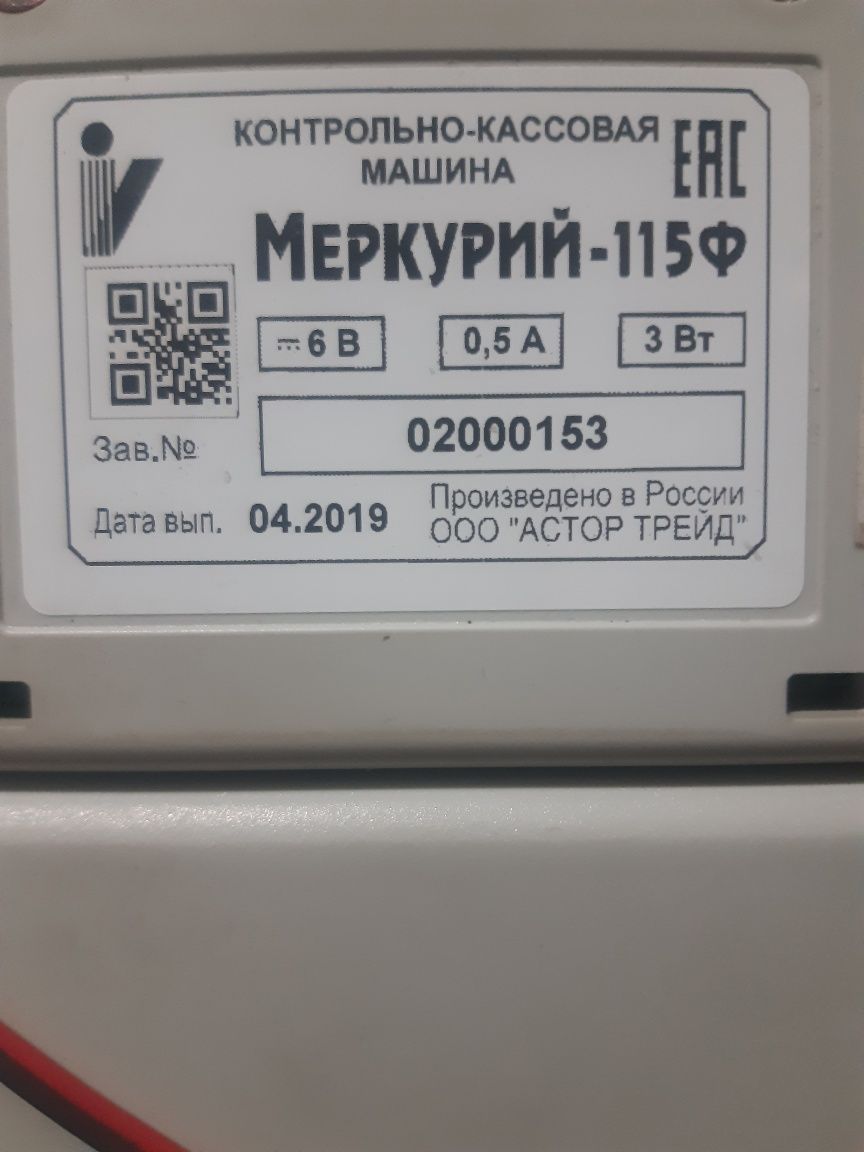 КОНТРОЛЬНО-КАССОВАЯ
МАШИНА
EAC
МЕРКУРИЙ-115Ф
6 В
0,5 А
3 Вт
Зав.№
02000153
Дата вып. 04.2019
Произведено в России
ООО "АСТОР ТРЕЙД"